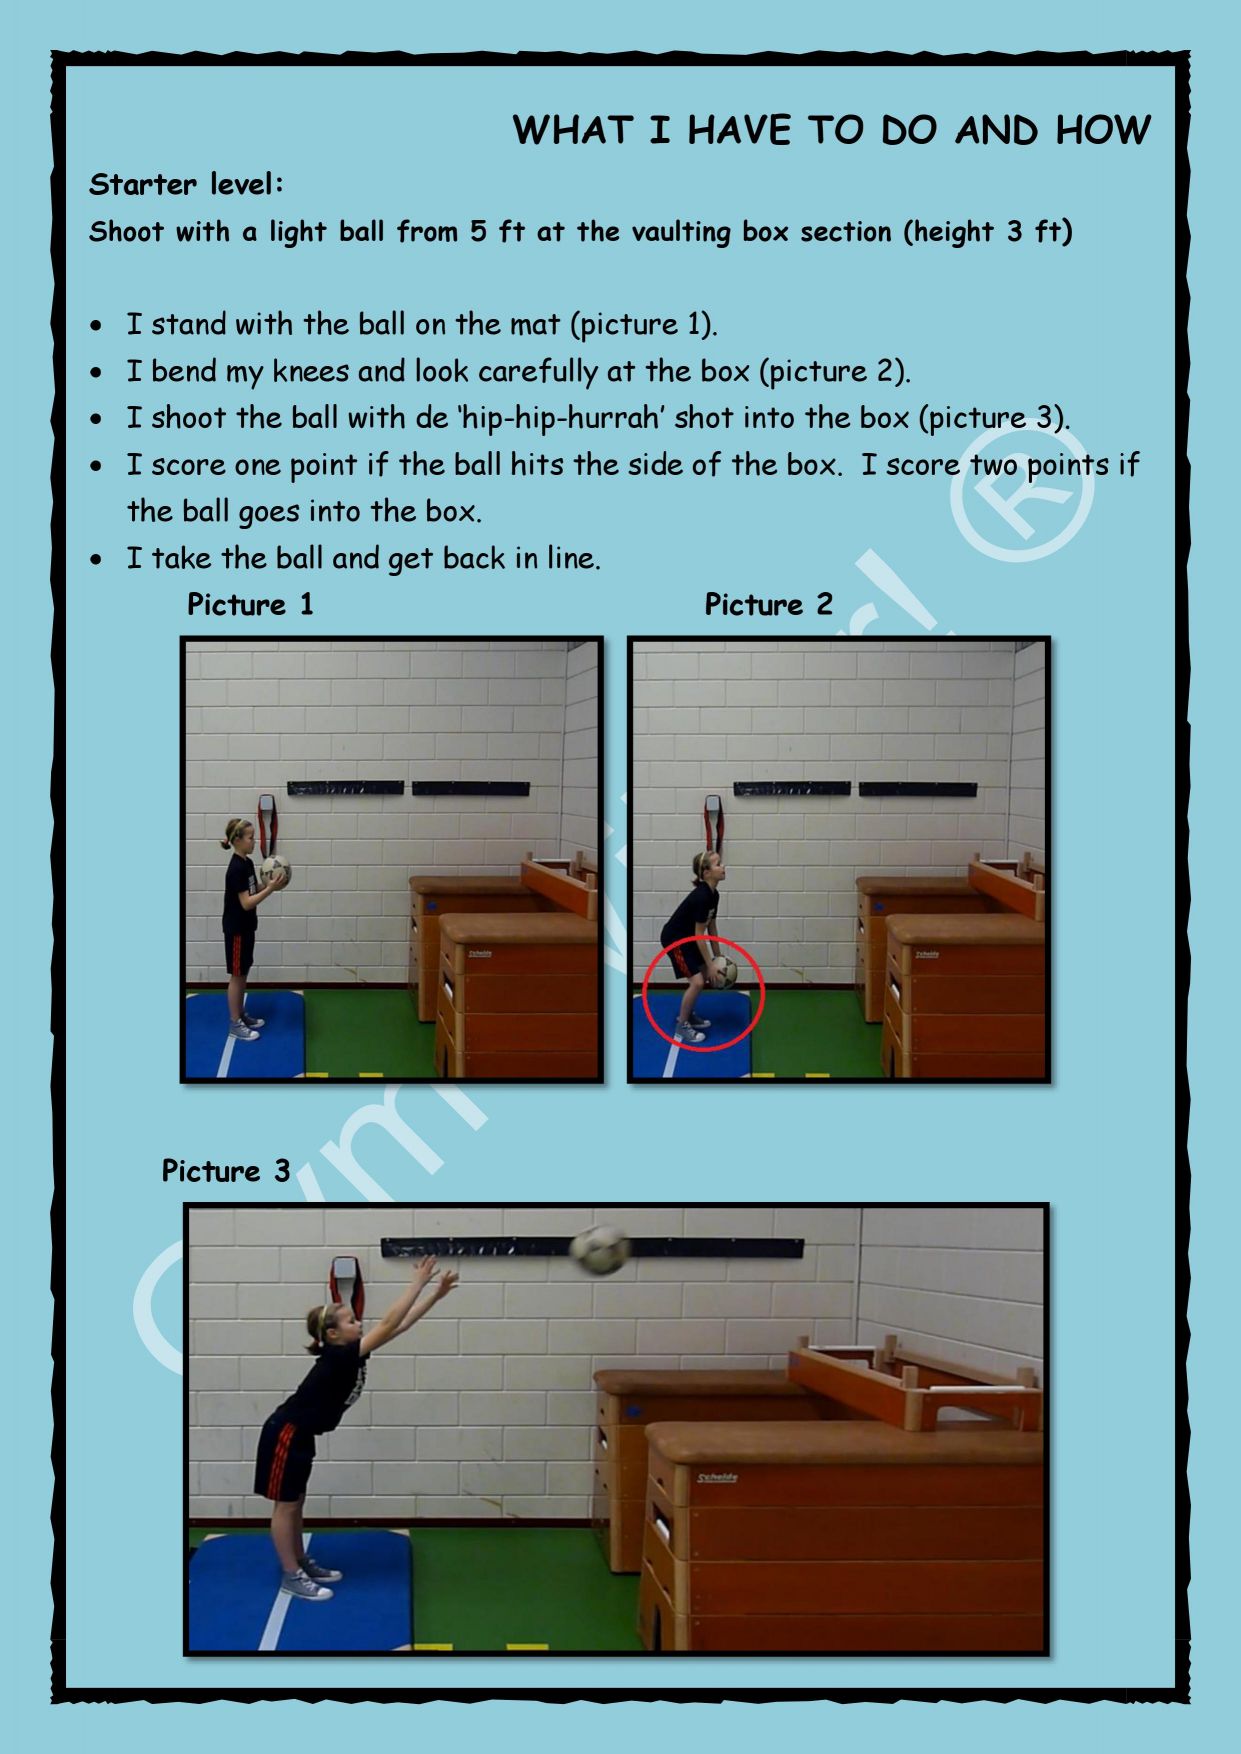 WHAT I HAVE TO DO AND HOW
Starter level:
Shoot with a light ball from 5 ft at the vaulting box section (height 3 ft)
• I stand with the ball on the mat (picture 1).
• I bend my knees and look carefully at the box (picture 2).
• I shoot the ball with de ‘hip-hip-hurrah’ shot into the box (picture 3).
• I score one point if the ball hits the side of the box.  I score two points if
the ball goes into the box.
• I take the ball and get back in line.
Picture 1
Picture 2
Schelde
Schelde
Picture 3
Schelde
®